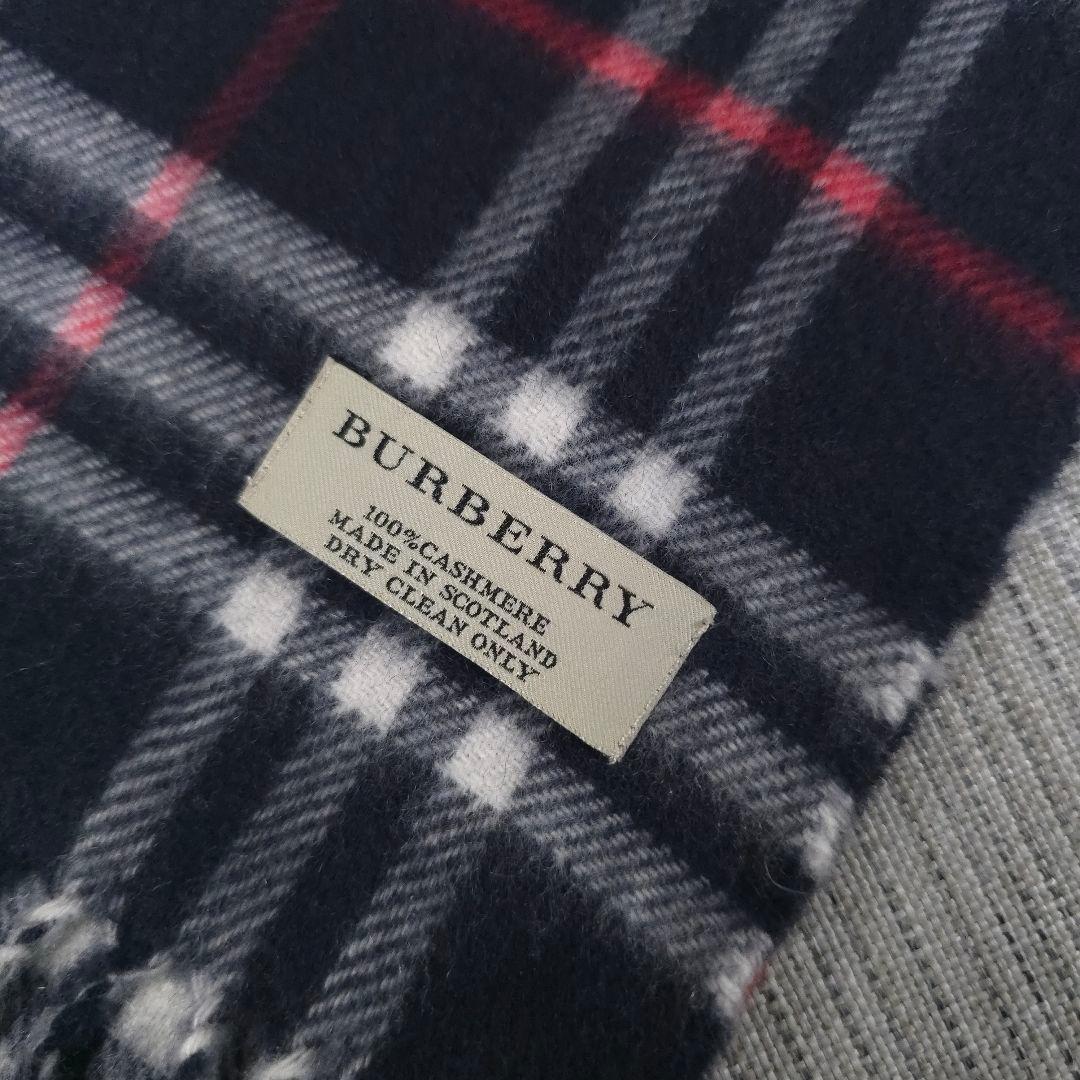 BURBERRY
100%CASHMERE
MADE IN SCOTLAND
DRY CLEAN ONLY